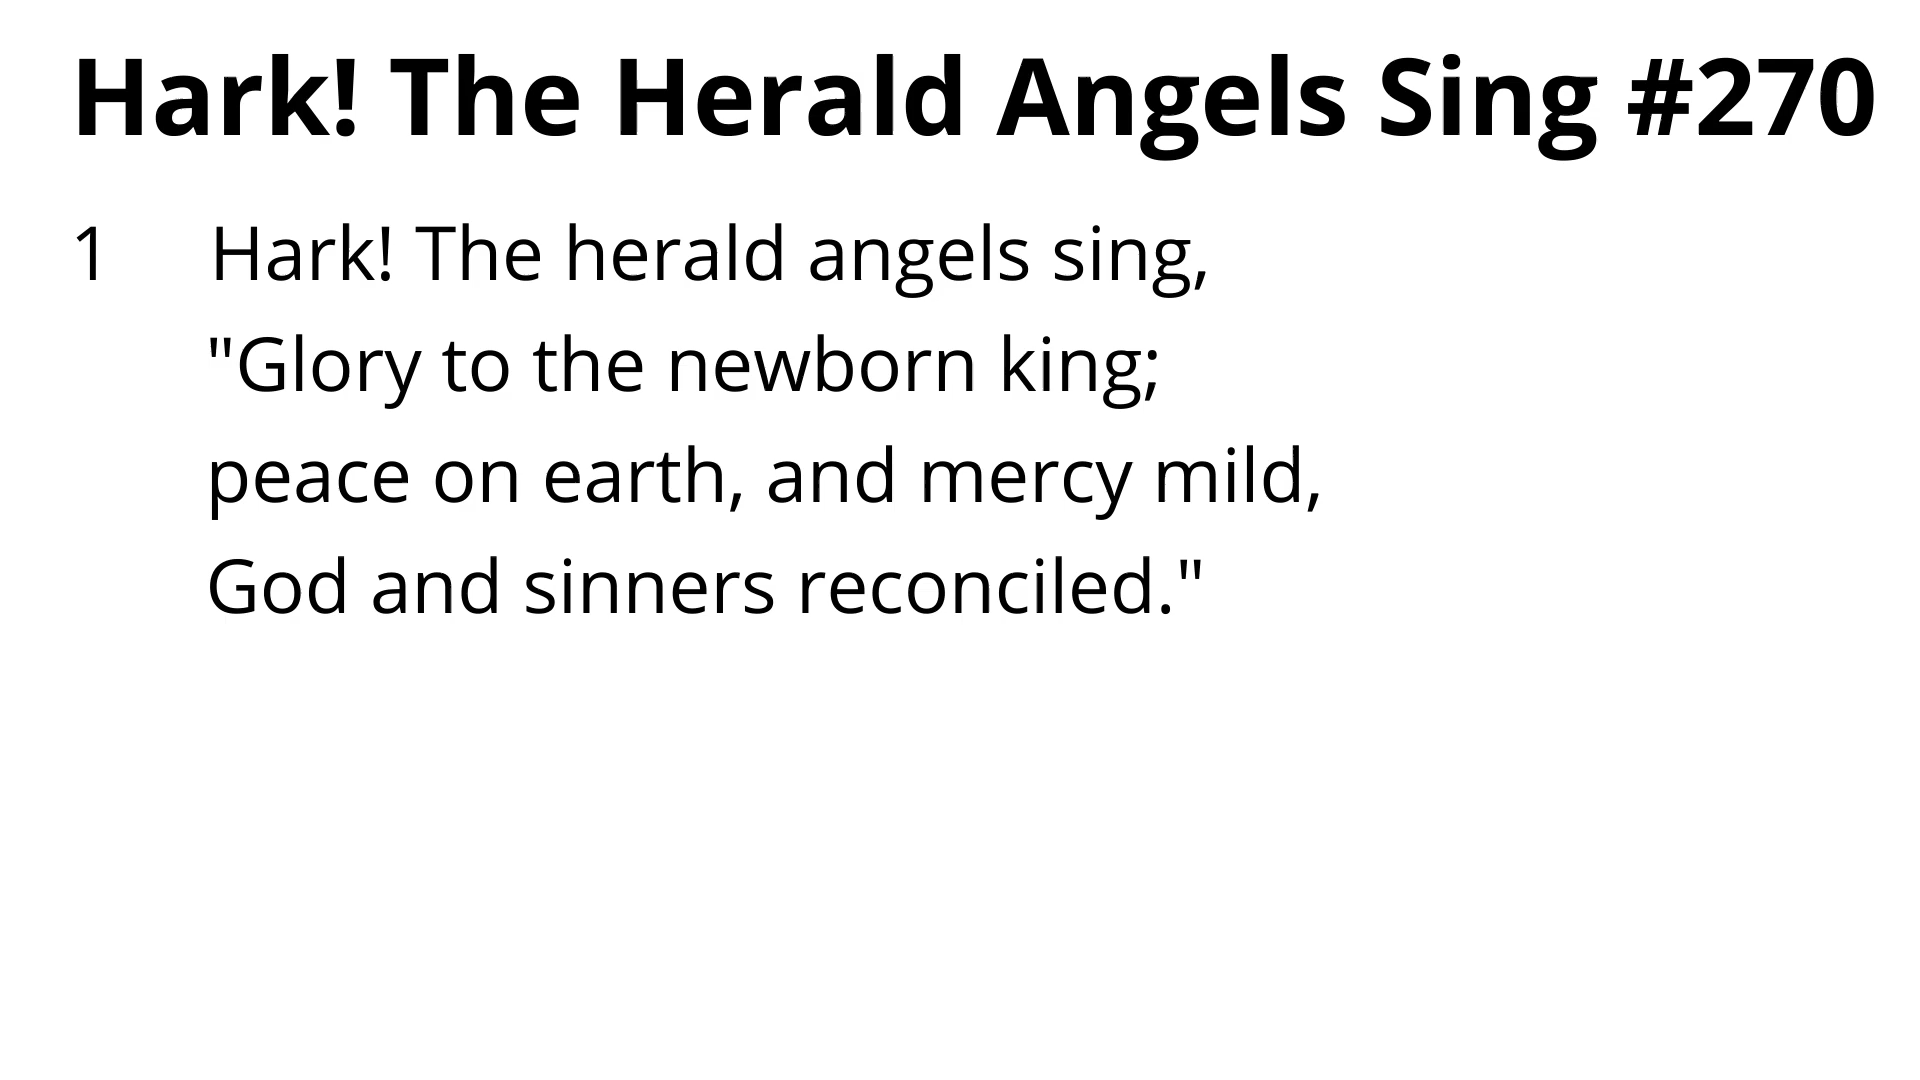 Hark! The Herald Angels Sing #270
1 Hark! The herald angels sing,
"Glory to the newborn king;
peace on earth, and mercy mild,
God and sinners reconciled."